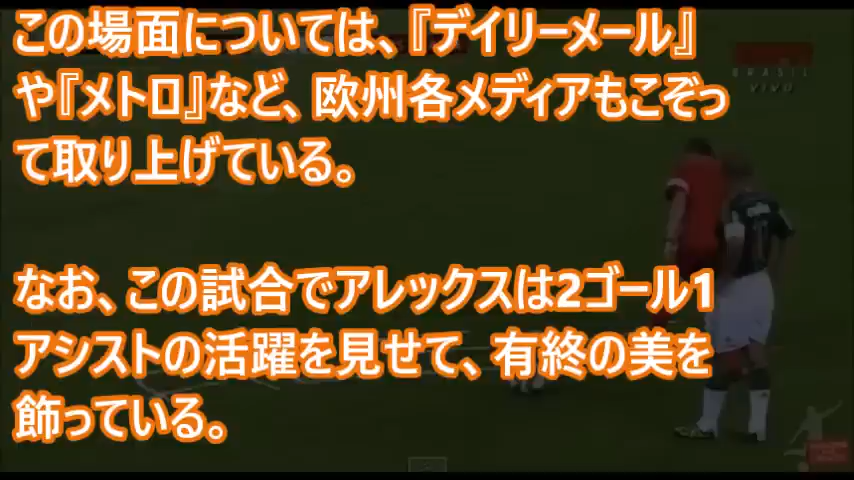 この場面については、『デイリーメール』
や『メトロ』など、欧州各メディアもこぞっ
て取り上げている。
BRASIL
VIVO
なお、この試合でアレックスは2ゴール1
アシストの活躍を見せて、有終の美を
飾っている。